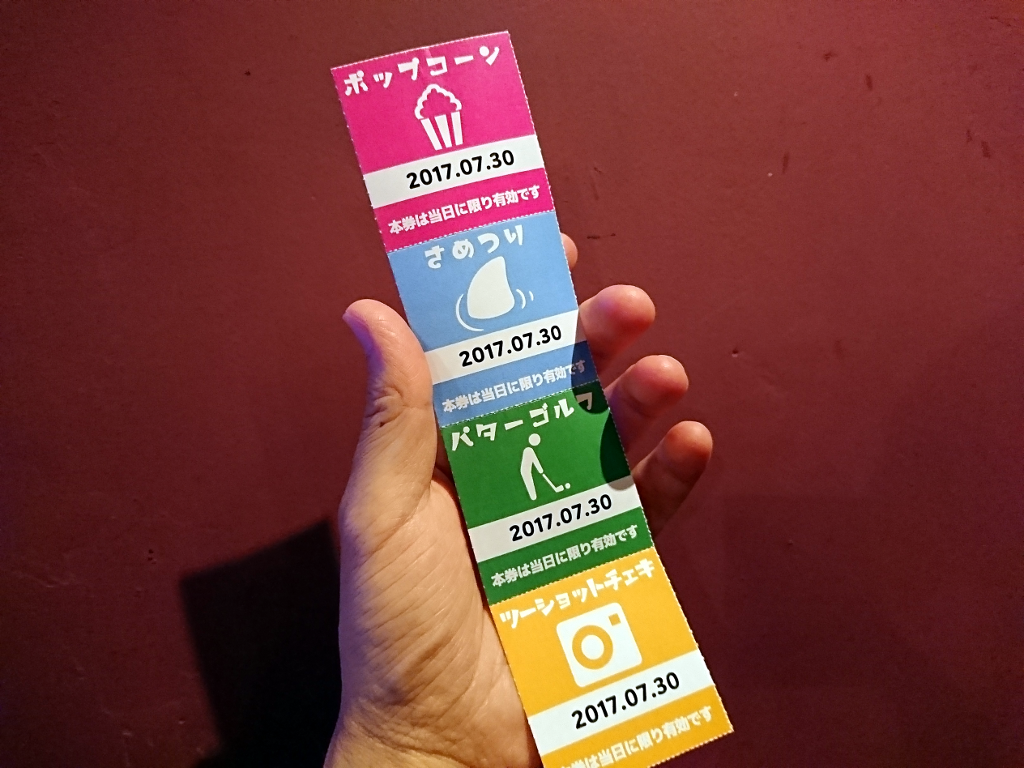 ポップコーン
2017.07.30
本券は当日に限り有効です
さめつり
2017.07.30
本券は当日に限り有効です
パターゴルフ
2017.07.30
本券は当日に限り有効です
ツーショットチェキ
2017.07.30
券は当日に限り有効です